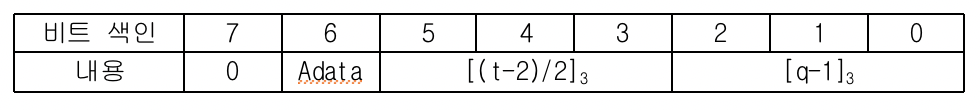 비트 색인 7 6 5 4 3 2 1 0
내용 0 Adata [(t-2)/2]₃ [q-1]₃